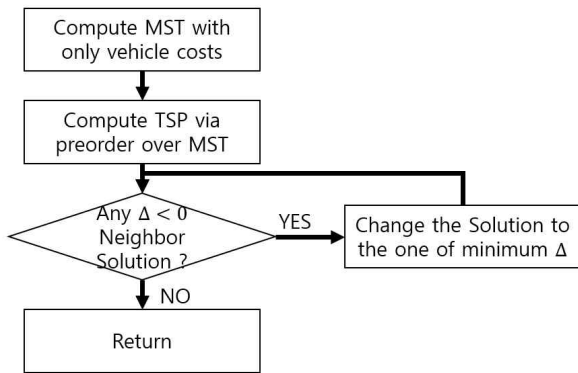 Compute MST with
only vehicle costs
Compute TSP via
preorder over MST
Any Δ < 0
Neighbor
Solution ?
YES
Change the Solution to
the one of minimum Δ
NO
Return